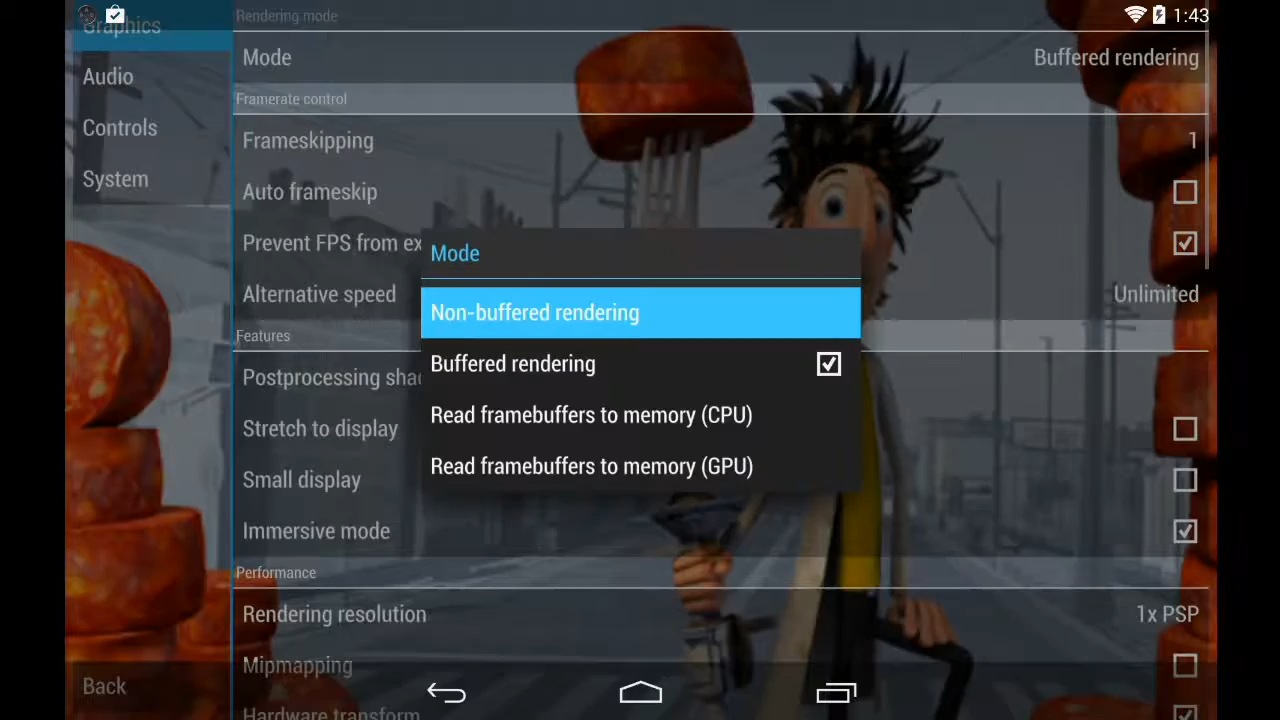 1:43
Graphics
Audio
Controls
System
Back
Rendering mode
Mode Buffered rendering
Framerate control
Frameskipping 1
Auto frameskip
Prevent FPS from ex
Alternative speed Unlimited
Features
Postprocessing sha
Stretch to display
Small display
Immersive mode
Performance
Rendering resolution 1x PSP
Mipmapping
Hardware transform
Mode
Non-buffered rendering
Buffered rendering
Read framebuffers to memory (CPU)
Read framebuffers to memory (GPU)